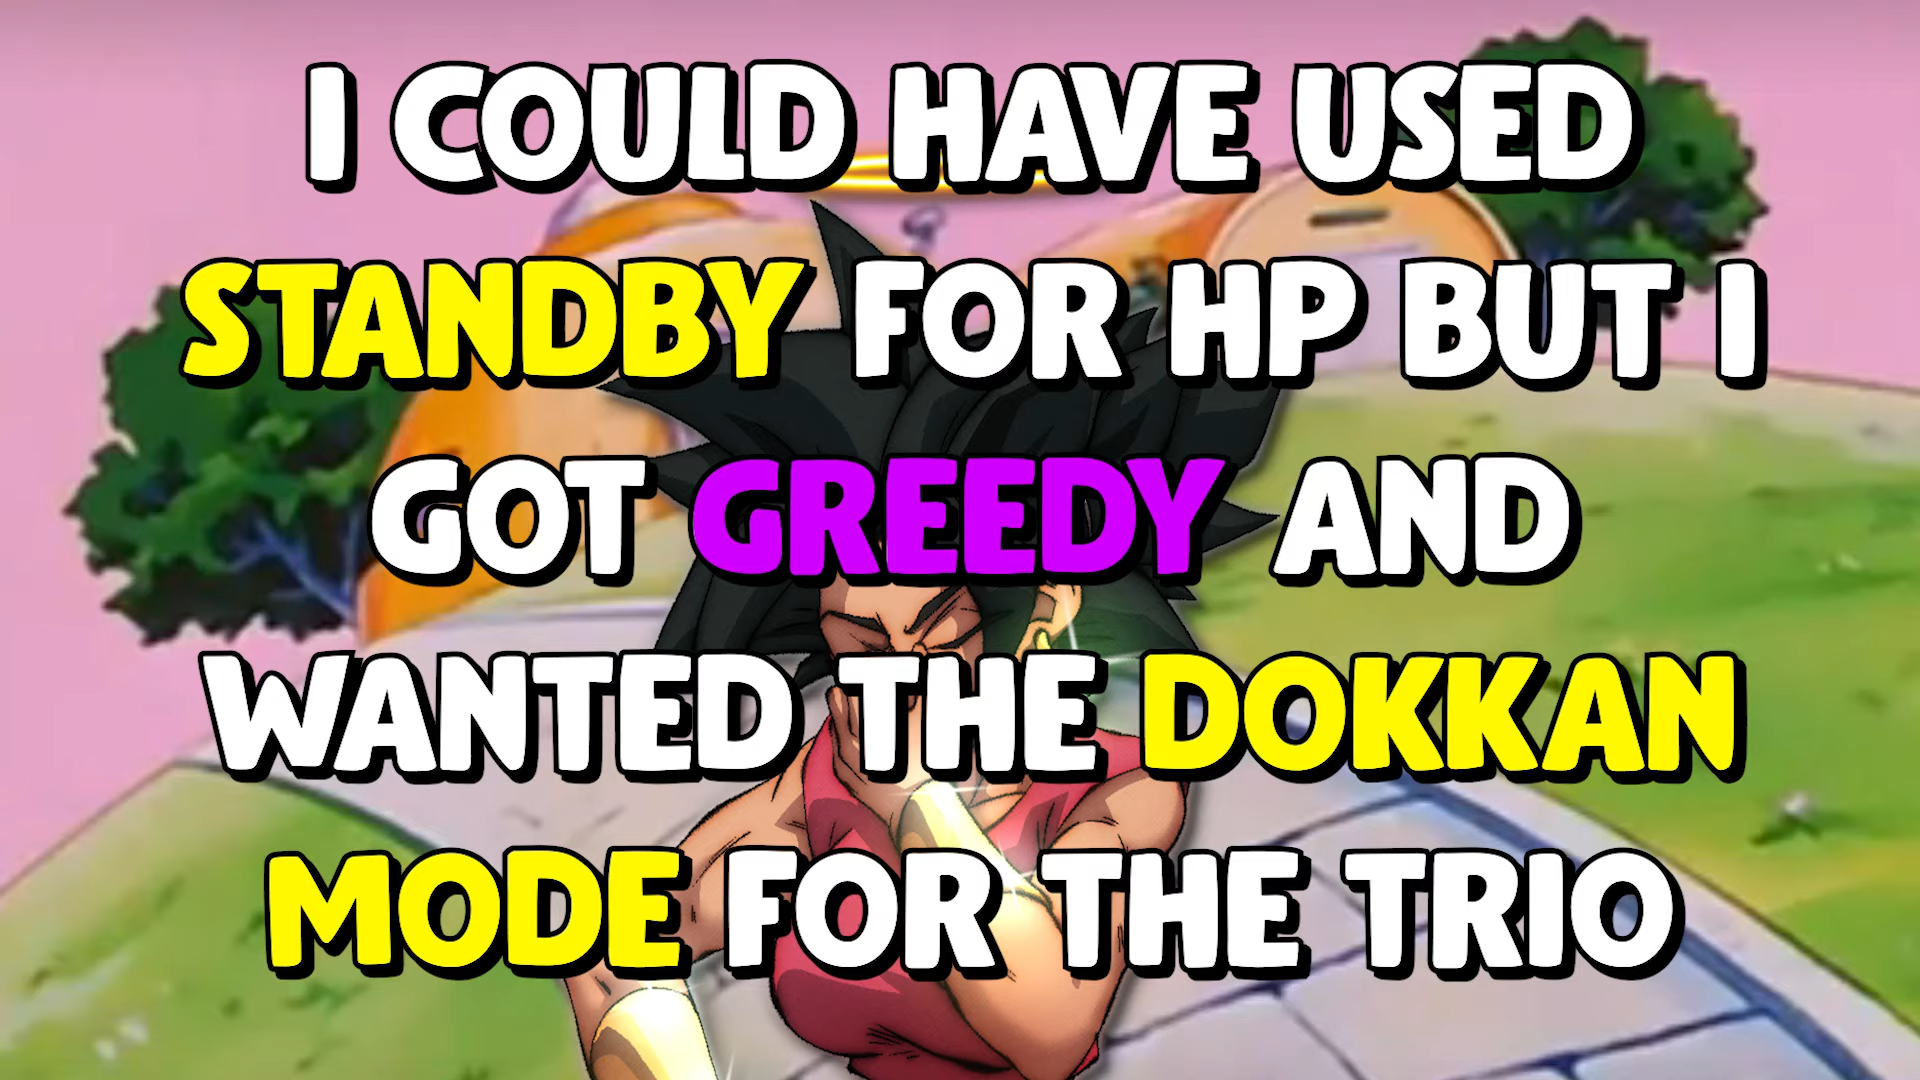 I COULD HAVE USED
STANDBY FOR HP BUT I
GOT GREEDY AND
WANTED THE DOKKAN
MODE FOR THE TRIO